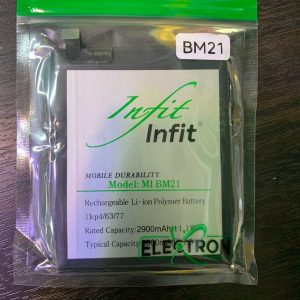 BM21
Infit
Infit®
MOBILE DURABILITY
Model: MI BM21
Rechargeable Li-ion Polymer Battery
1Icp4/63/77
Rated Capacity: 2900mAh
Typical Capacity
ELECTRON